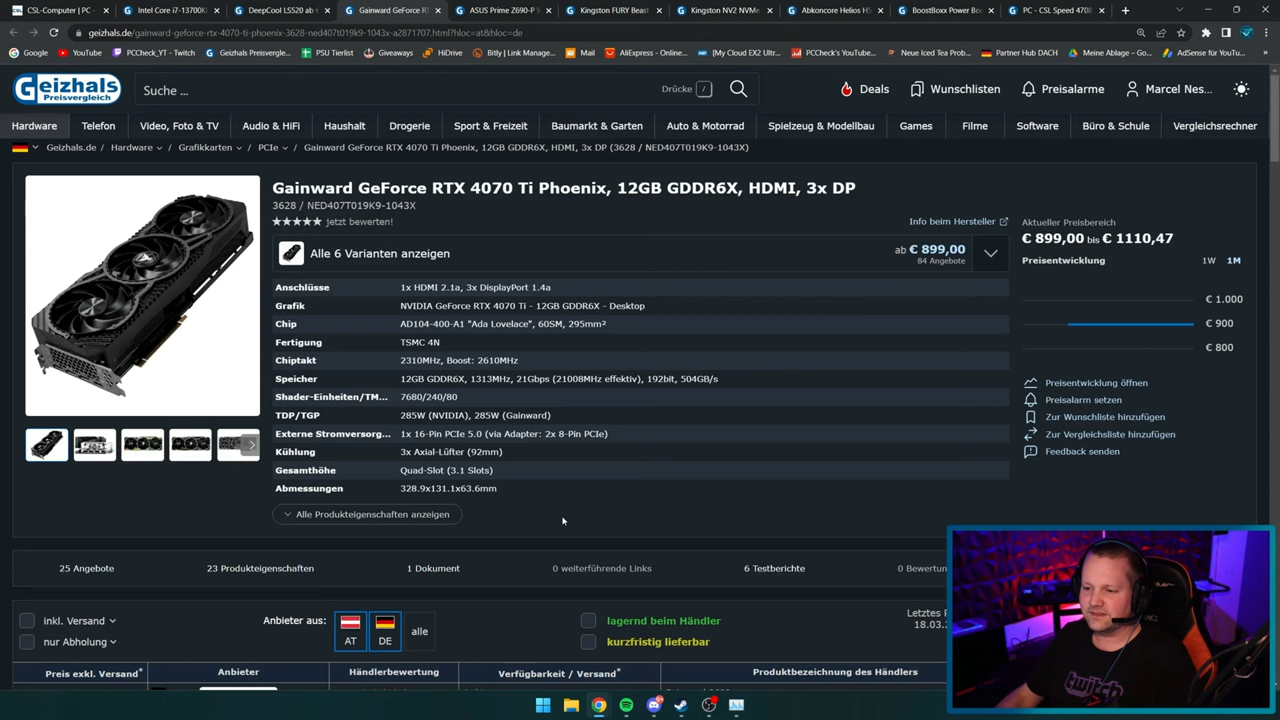 CSL-Computer | PC -
Intel Core i7-13700K
DeepCool LS520 ab
Gainward GeForce R
ASUS Prime Z690-P
Kingston FURY Beas
Kingston NV2 NVMe
Abkoncore Helios H5
BoostBoxx Power Bo
PC - CSL Speed 4708
geizhals.de/gainward-geforce-rtx-4070-ti-phoenix-3628-ned407t019k9-1043x-a2871707.html?hloc=at&hloc=de
Google
YouTube
PCCheck_YT - Twitch
Geizhals Preisverglei...
PSU Tierlist
Giveaways
HiDrive
Bitly | Link Manage...
Mail
AliExpress - Online...
[My Cloud EX2 Ultr...
PCCheck's YouTube...
Neue Iced Tea Prob...
Partner Hub DACH
Meine Ablage – Go...
AdSense für YouTu...
Geizhals
Preisvergleich
Suche ...
Drücke /
Deals
Wunschlisten
Preisalarme
Marcel Nes...
Hardware
Telefon
Video, Foto & TV
Audio & HiFi
Haushalt
Drogerie
Sport & Freizeit
Baumarkt & Garten
Auto & Motorrad
Spielzeug & Modellbau
Games
Filme
Software
Büro & Schule
Vergleichsrechner
Geizhals.de / Hardware / Grafikkarten / PCIe / Gainward GeForce RTX 4070 Ti Phoenix, 12GB GDDR6X, HDMI, 3x DP (3628 / NED407T019K9-1043X)
Gainward GeForce RTX 4070 Ti Phoenix, 12GB GDDR6X, HDMI, 3x DP
3628 / NED407T019K9-1043X
jetzt bewerten!
Info beim Hersteller
Alle 6 Varianten anzeigen
ab € 899,00
84 Angebote
Anschlüsse 1x HDMI 2.1a, 3x DisplayPort 1.4a
Grafik NVIDIA GeForce RTX 4070 Ti - 12GB GDDR6X - Desktop
Chip AD104-400-A1 "Ada Lovelace", 60SM, 295mm²
Fertigung TSMC 4N
Chiptakt 2310MHz, Boost: 2610MHz
Speicher 12GB GDDR6X, 1313MHz, 21Gbps (21008MHz effektiv), 192bit, 504GB/s
Shader-Einheiten/TM... 7680/240/80
TDP/TGP 285W (NVIDIA), 285W (Gainward)
Externe Stromversorg... 1x 16-Pin PCIe 5.0 (via Adapter: 2x 8-Pin PCIe)
Kühlung 3x Axial-Lüfter (92mm)
Gesamthöhe Quad-Slot (3.1 Slots)
Abmessungen 328.9x131.1x63.6mm
Alle Produkteigenschaften anzeigen
Aktueller Preisbereich
€ 899,00 bis € 1110,47
Preisentwicklung 1W 1M
€ 1.000
€ 900
€ 800
Preisentwicklung öffnen
Preisalarm setzen
Zur Wunschliste hinzufügen
Zur Vergleichsliste hinzufügen
Feedback senden
25 Angebote
23 Produkteigenschaften
1 Dokument
0 weiterführende Links
6 Testberichte
0 Bewertun
inkl. Versand
nur Abholung
Anbieter aus:
AT
DE
alle
lagernd beim Händler
kurzfristig lieferbar
Letztes
18.03.2
Preis exkl. Versand*
Anbieter
Händlerbewertung
Verfügbarkeit / Versand*
Produktbezeichnung des Händlers
twitch